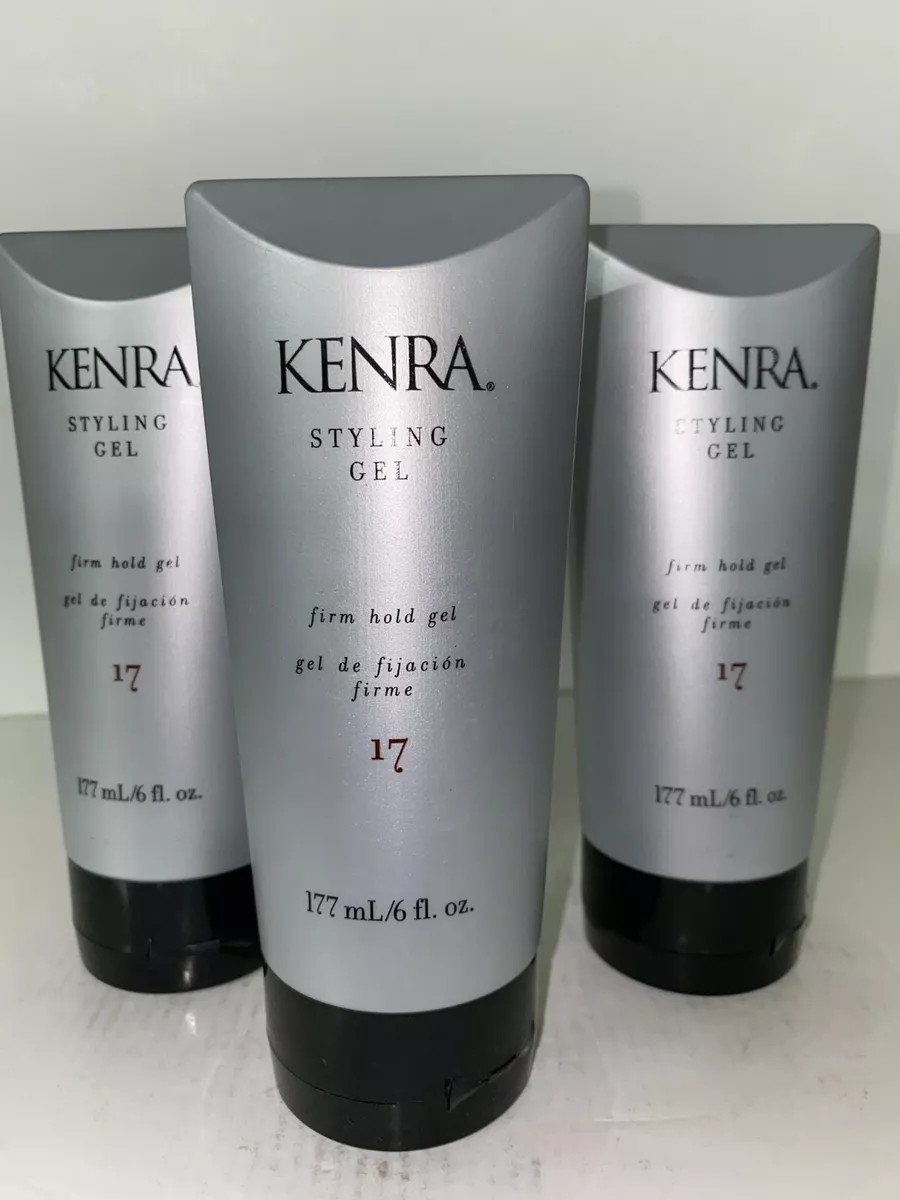 KENRA
STYLING
GEL
firm hold gel
gel de fijación
firme
17
177 mL/6 fl. oz.
KENRA®
STYLING
GEL
firm hold gel
gel de fijación
firme
17
177 mL/6 fl. oz.
KENRA®
STYLING
GEL
firm hold gel
gel de fijación
firme
17
177 mL/6 fl. oz.